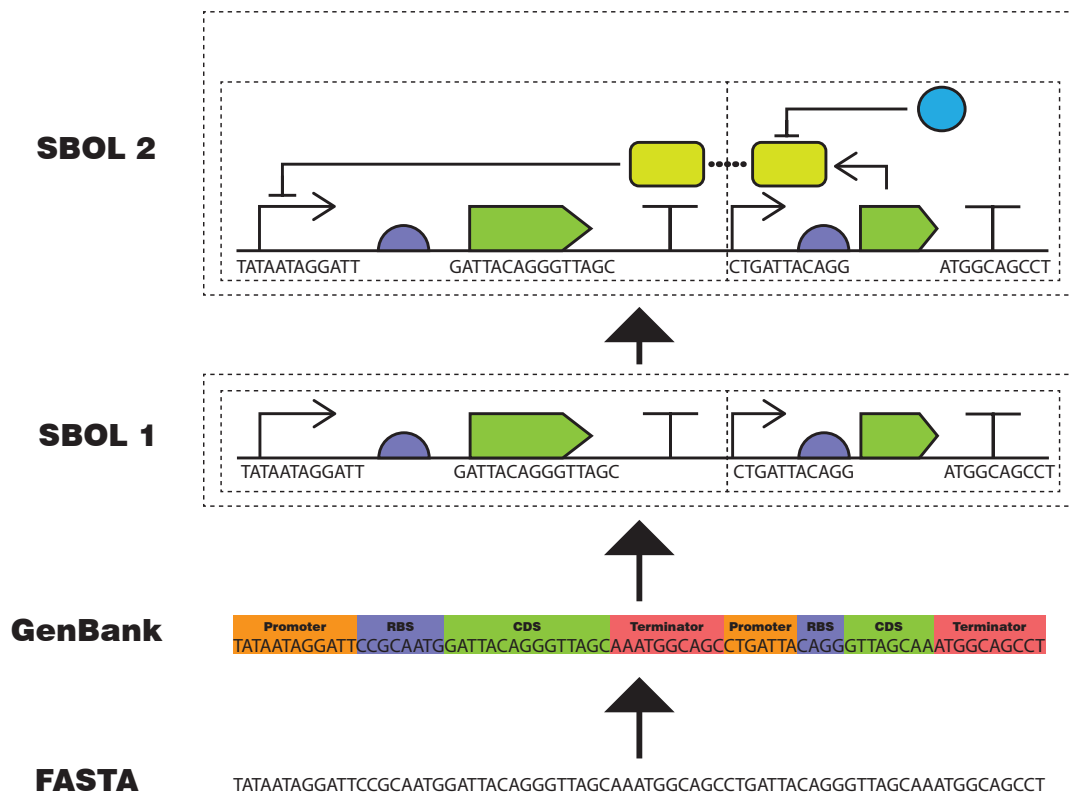 SBOL 2
TATAATAGGATT GATTACAGGGTTAGC CTGATTACAGG ATGGCAGCCT
SBOL 1
TATAATAGGATT GATTACAGGGTTAGC CTGATTACAGG ATGGCAGCCT
GenBank
Promoter RBS CDS Terminator Promoter RBS CDS Terminator
TATAATAGGATTCCGCAATGGATTACAGGGTTAGCAAATGGCAGCCTGATTACAGGGTTAGCAAATGGCAGCCT
FASTA
TATAATAGGATTCCGCAATGGATTACAGGGTTAGCAAATGGCAGCCTGATTACAGGGTTAGCAAATGGCAGCCT